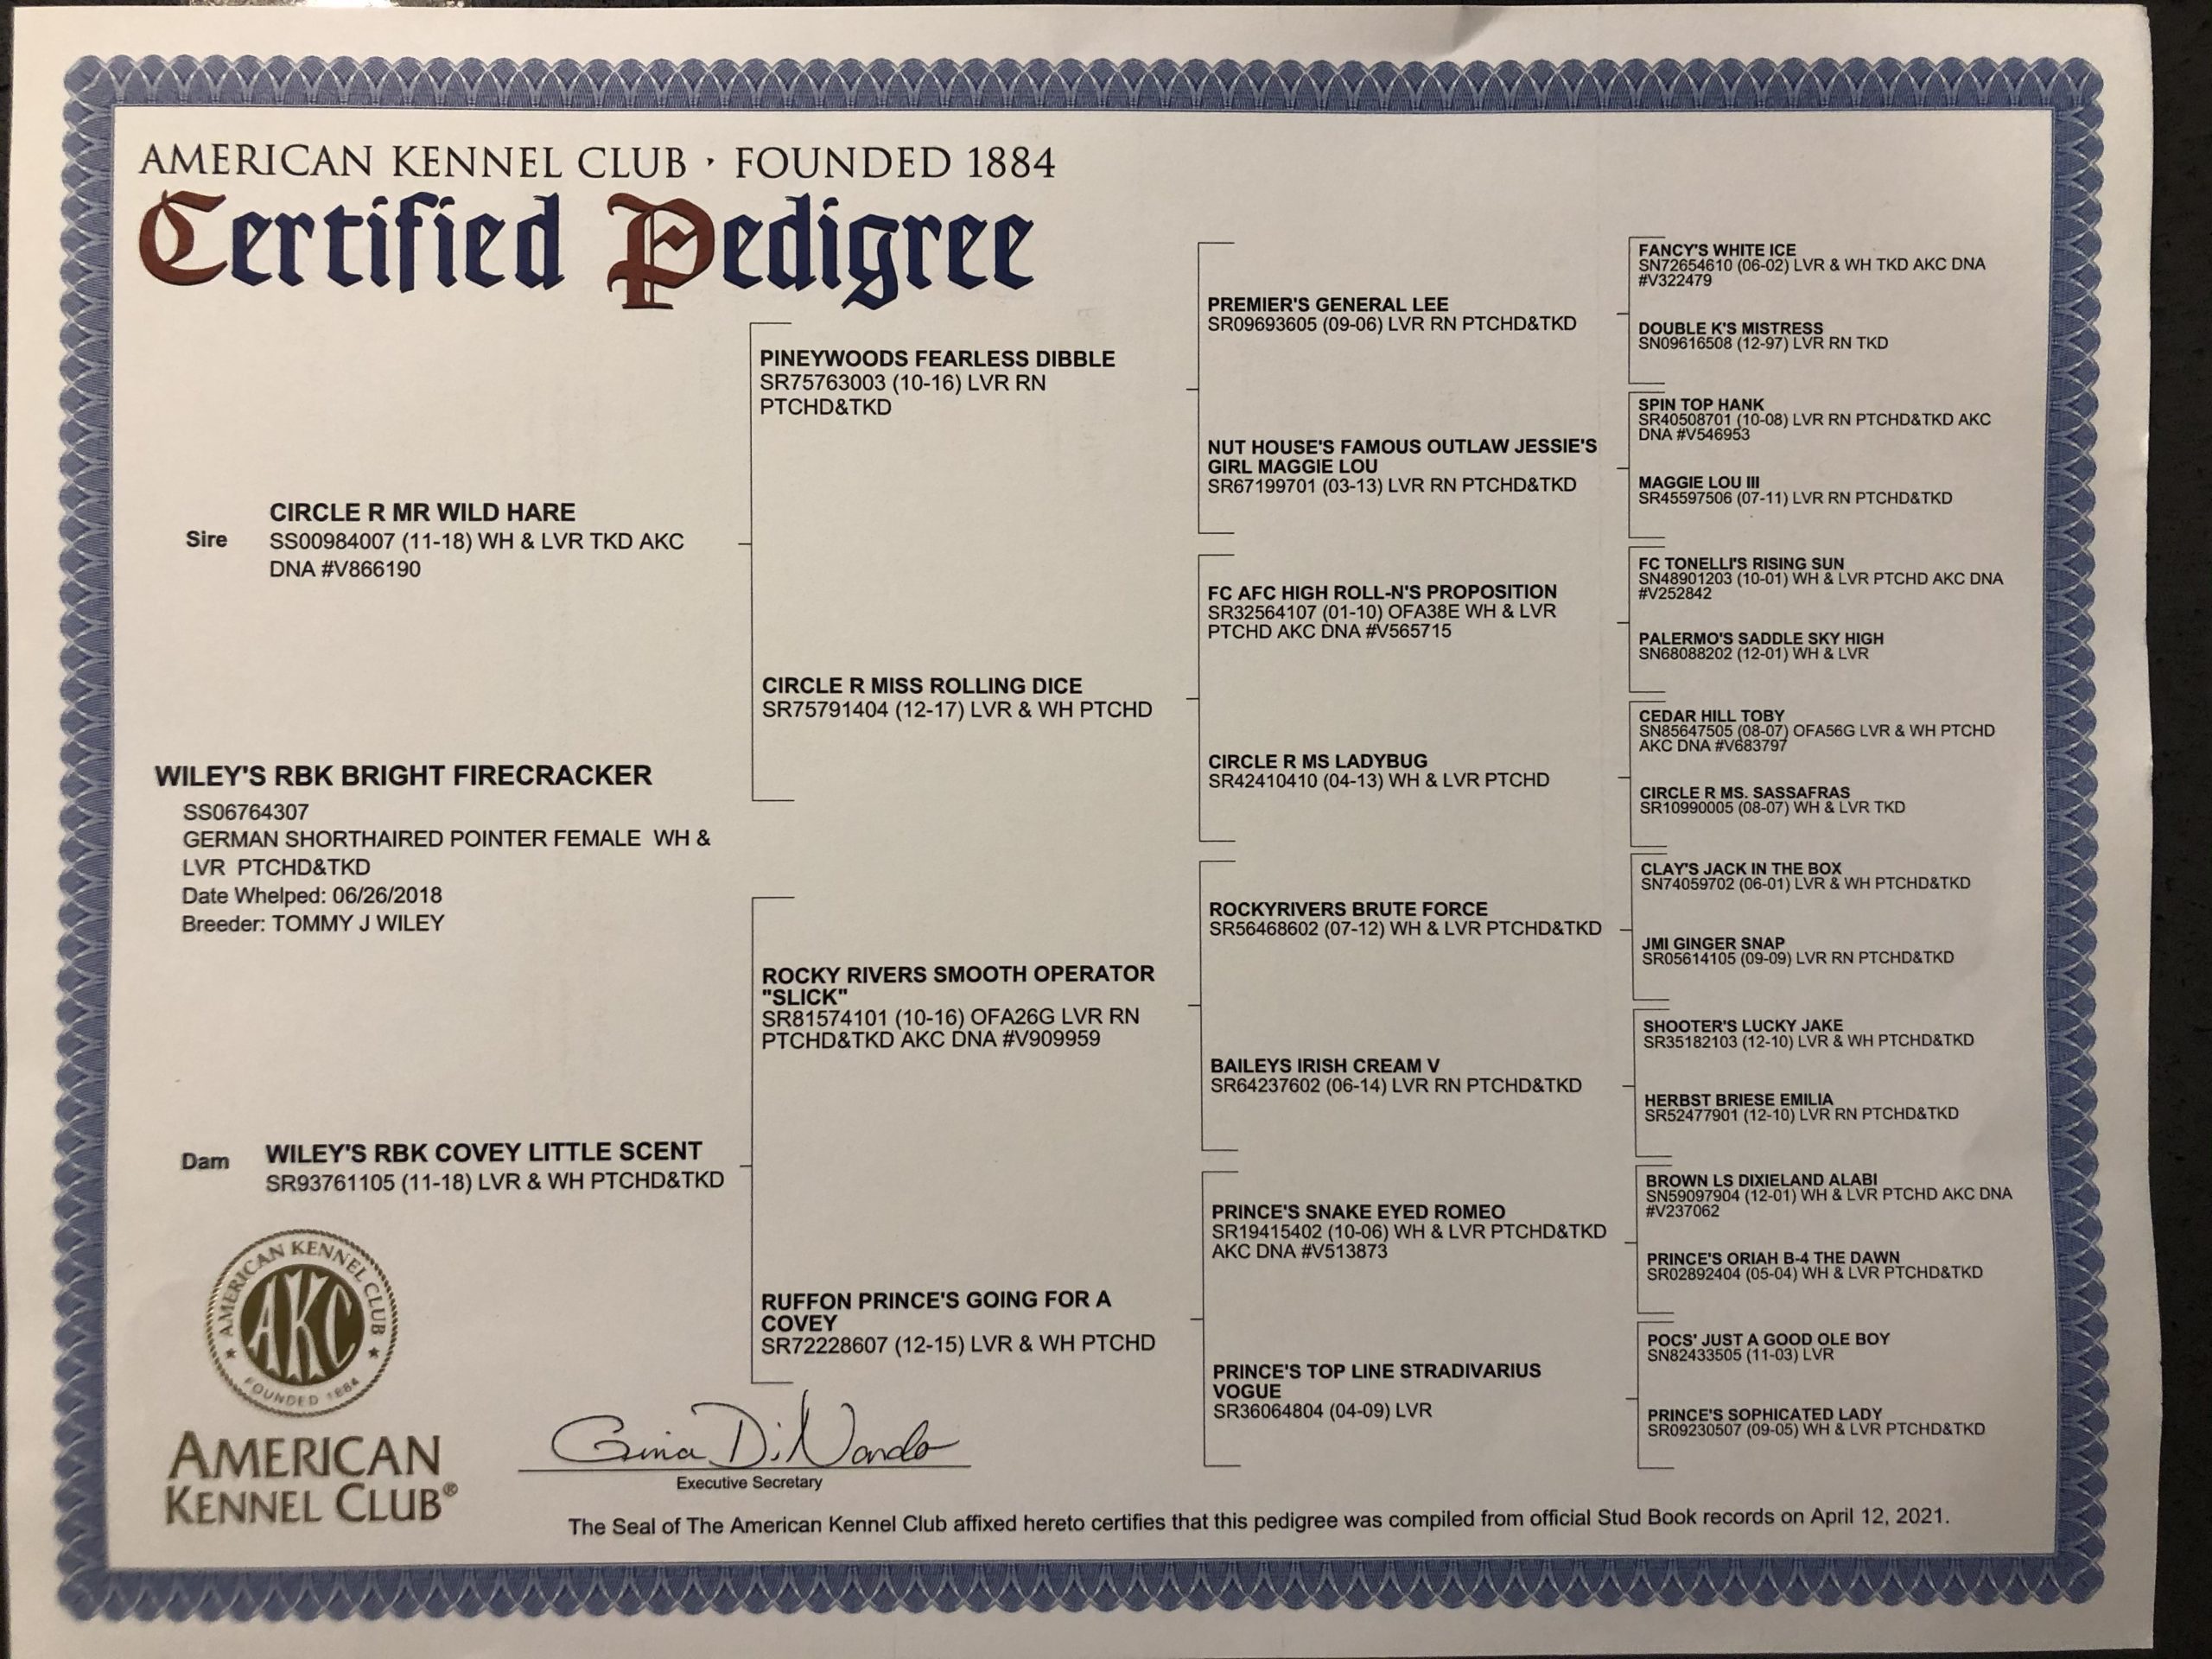 AMERICAN KENNEL CLUB · FOUNDED 1884
Certified Pedigree
Sire
CIRCLE R MR WILD HARE
SS00984007 (11-18) WH & LVR TKD AKC
DNA #V866190
WILEY'S RBK BRIGHT FIRECRACKER
SS06764307
GERMAN SHORTHAIRED POINTER FEMALE WH &
LVR PTCHD&TKD
Date Whelped: 06/26/2018
Breeder: TOMMY J WILEY
Dam
WILEY'S RBK COVEY LITTLE SCENT
SR93761105 (11-18) LVR & WH PTCHD&TKD
PINEYWOODS FEARLESS DIBBLE
SR75763003 (10-16) LVR RN
PTCHD&TKD
CIRCLE R MISS ROLLING DICE
SR75791404 (12-17) LVR & WH PTCHD
ROCKY RIVERS SMOOTH OPERATOR
"SLICK"
SR81574101 (10-16) OFA26G LVR RN
PTCHD&TKD AKC DNA #V909959
RUFFON PRINCE'S GOING FOR A
COVEY
SR72228607 (12-15) LVR & WH PTCHD
PREMIER'S GENERAL LEE
SR09693605 (09-06) LVR RN PTCHD&TKD
NUT HOUSE'S FAMOUS OUTLAW JESSIE'S
GIRL MAGGIE LOU
SR67199701 (03-13) LVR RN PTCHD&TKD
FC AFC HIGH ROLL-N'S PROPOSITION
SR32564107 (01-10) OFA38E WH & LVR
PTCHD AKC DNA #V565715
CIRCLE R MS LADYBUG
SR42410410 (04-13) WH & LVR PTCHD
ROCKYRIVERS BRUTE FORCE
SR56468602 (07-12) WH & LVR PTCHD&TKD
BAILEYS IRISH CREAM V
SR64237602 (06-14) LVR RN PTCHD&TKD
PRINCE'S SNAKE EYED ROMEO
SR19415402 (10-06) WH & LVR PTCHD&TKD
AKC DNA #V513873
PRINCE'S TOP LINE STRADIVARIUS
VOGUE
SR36064804 (04-09) LVR
FANCY'S WHITE ICE
SN72654610 (06-02) LVR & WH TKD AKC DNA
#V322479
DOUBLE K'S MISTRESS
SN09616508 (12-97) LVR RN TKD
SPIN TOP HANK
SR40508701 (10-08) LVR RN PTCHD&TKD AKC
DNA #V546953
MAGGIE LOU III
SR45597506 (07-11) LVR RN PTCHD&TKD
FC TONELLI'S RISING SUN
SN48901203 (10-01) WH & LVR PTCHD AKC DNA
#V252842
PALERMO'S SADDLE SKY HIGH
SN68088202 (12-01) WH & LVR
CEDAR HILL TOBY
SN85647505 (08-07) OFA56G LVR & WH PTCHD
AKC DNA #V683797
CIRCLE R MS. SASSAFRAS
SR10990005 (08-07) WH & LVR TKD
CLAY'S JACK IN THE BOX
SN74059702 (06-01) LVR & WH PTCHD&TKD
JMI GINGER SNAP
SR05614105 (09-09) LVR RN PTCHD&TKD
SHOOTER'S LUCKY JAKE
SR35182103 (12-10) LVR & WH PTCHD&TKD
HERBST BRIESE EMILIA
SR52477901 (12-10) LVR RN PTCHD&TKD
BROWN LS DIXIELAND ALABI
SN59097904 (12-01) WH & LVR PTCHD AKC DNA
#V237062
PRINCE'S ORIAH B-4 THE DAWN
SR02892404 (05-04) WH & LVR PTCHD&TKD
POCS' JUST A GOOD OLE BOY
SN82433505 (11-03) LVR
PRINCE'S SOPHICATED LADY
SR09230507 (09-05) WH & LVR PTCHD&TKD
AMERICAN KENNEL CLUB
AKC
FOUNDED 1884
AMERICAN
KENNEL CLUB®
Gina DiNardo
Executive Secretary
The Seal of The American Kennel Club affixed hereto certifies that this pedigree was compiled from official Stud Book records on April 12, 2021.